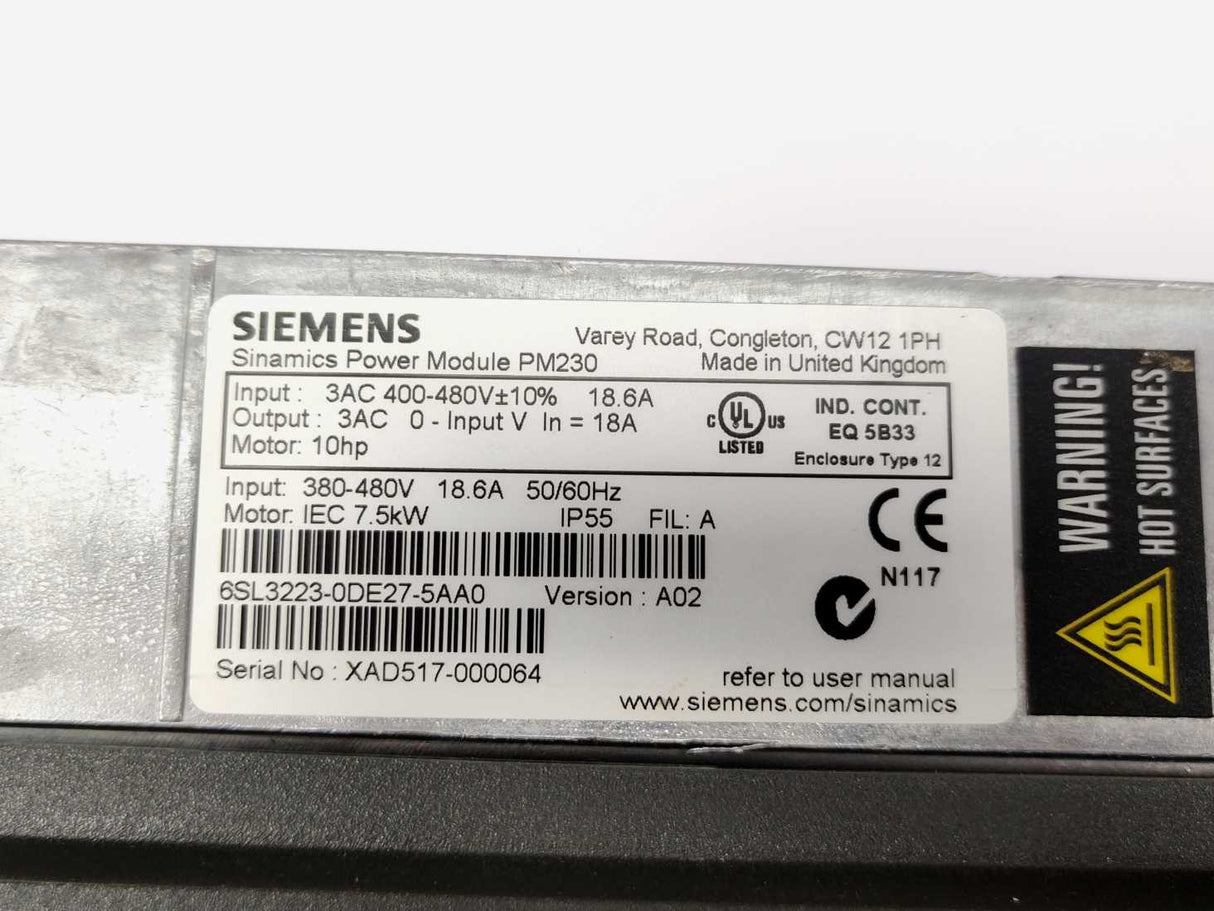 SIEMENS
Varey Road, Congleton, CW12 1PH
Sinamics Power Module PM230
Made in United Kingdom
Input : 3AC 400-480V±10% 18.6A
Output : 3AC 0 - Input V In = 18A
Motor: 10hp
C UL US
LISTED
IND. CONT.
EQ 5B33
Enclosure Type 12
Input: 380-480V 18.6A 50/60Hz
Motor: IEC 7.5kW IP55 FIL: A
CE
6SL3223-0DE27-5AA0 Version : A02
N117
Serial No : XAD517-000064
refer to user manual
www.siemens.com/sinamics
WARNING!
HOT SURFACES